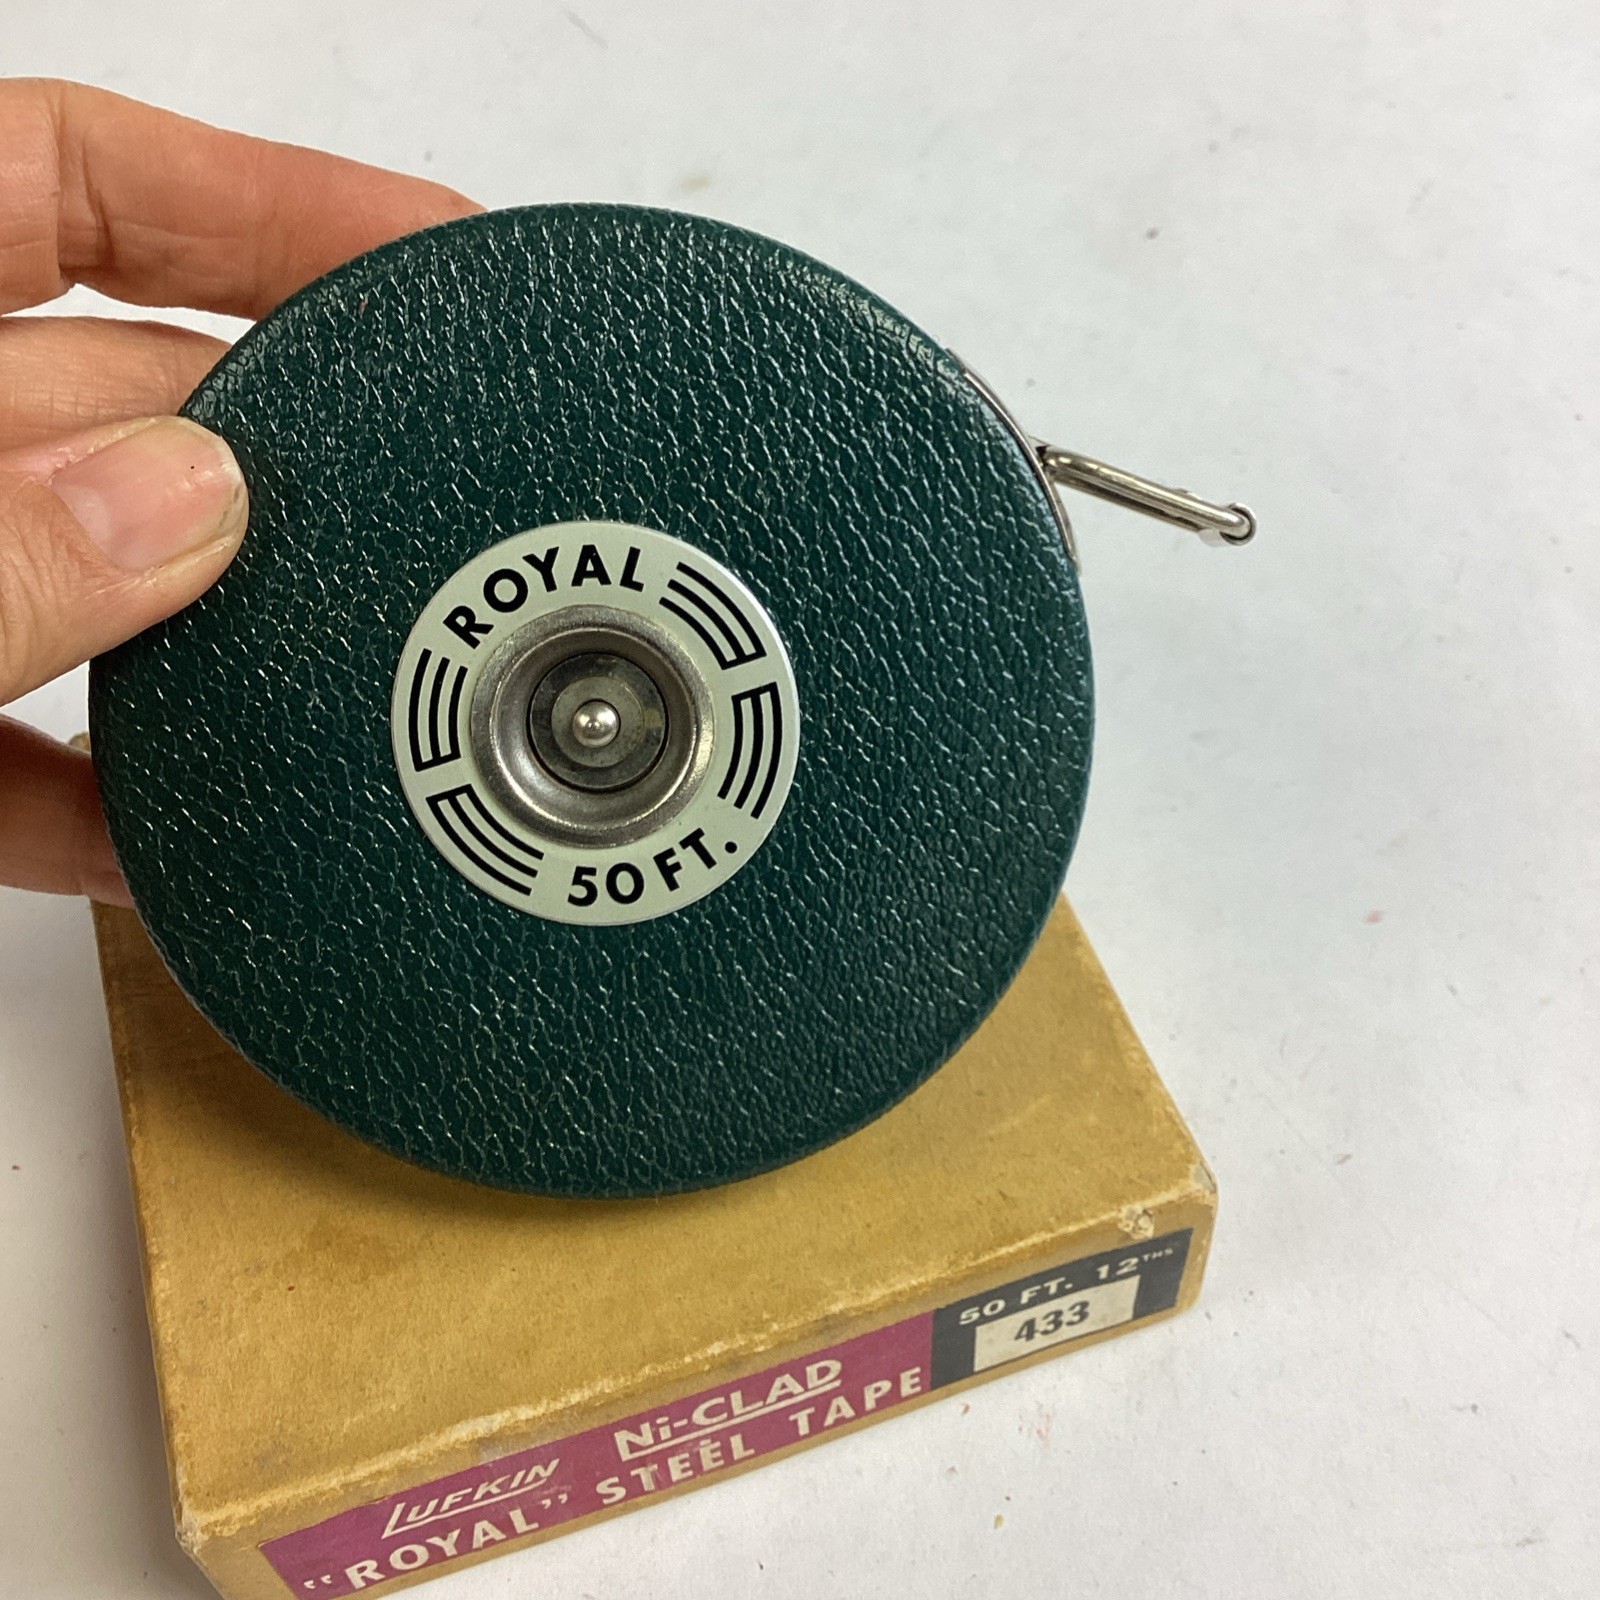 ROYAL
50 FT.
50 FT. 12THS
433
LUFKIN Ni-CLAD
"ROYAL" STEEL TAPE